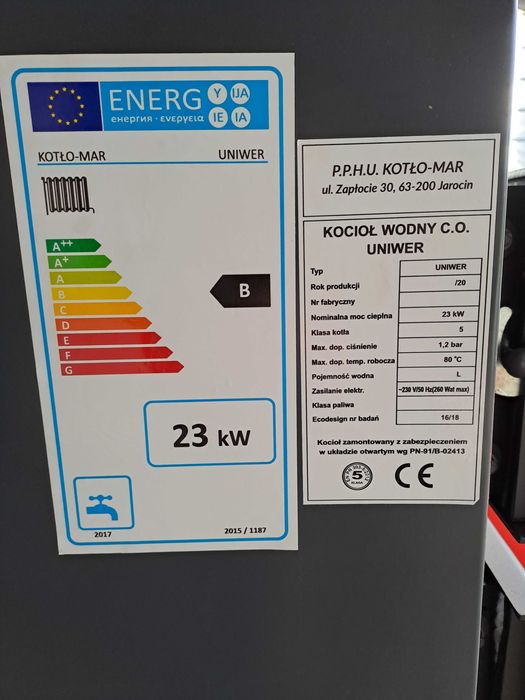 ENERG
Y IJA
IE IA
енергия · ενεργεια
KOTŁO-MAR UNIWER
A++
A+
A
B
C
D
E
F
G
B
23 kW
2017
2015 / 1187
P.P.H.U. KOTŁO-MAR
ul. Zapłocie 30, 63-200 Jarocin
KOCIOŁ WODNY C.O.
UNIWER
Typ UNIWER
Rok produkcji /20
Nr fabryczny
Nominalna moc cieplna 23 kW
Klasa kotła 5
Max. dop. ciśnienie 1,2 bar
Max. dop. temp. robocza 80 °C
Pojemność wodna L
Zasilanie elektr. ~230 V/50 Hz(260 Wat max)
Klasa paliwa
Ecodesign nr badań 16/18
Kocioł zamontowany z zabezpieczeniem
w układzie otwartym wg PN-91/B-02413
5
KLASA
CE